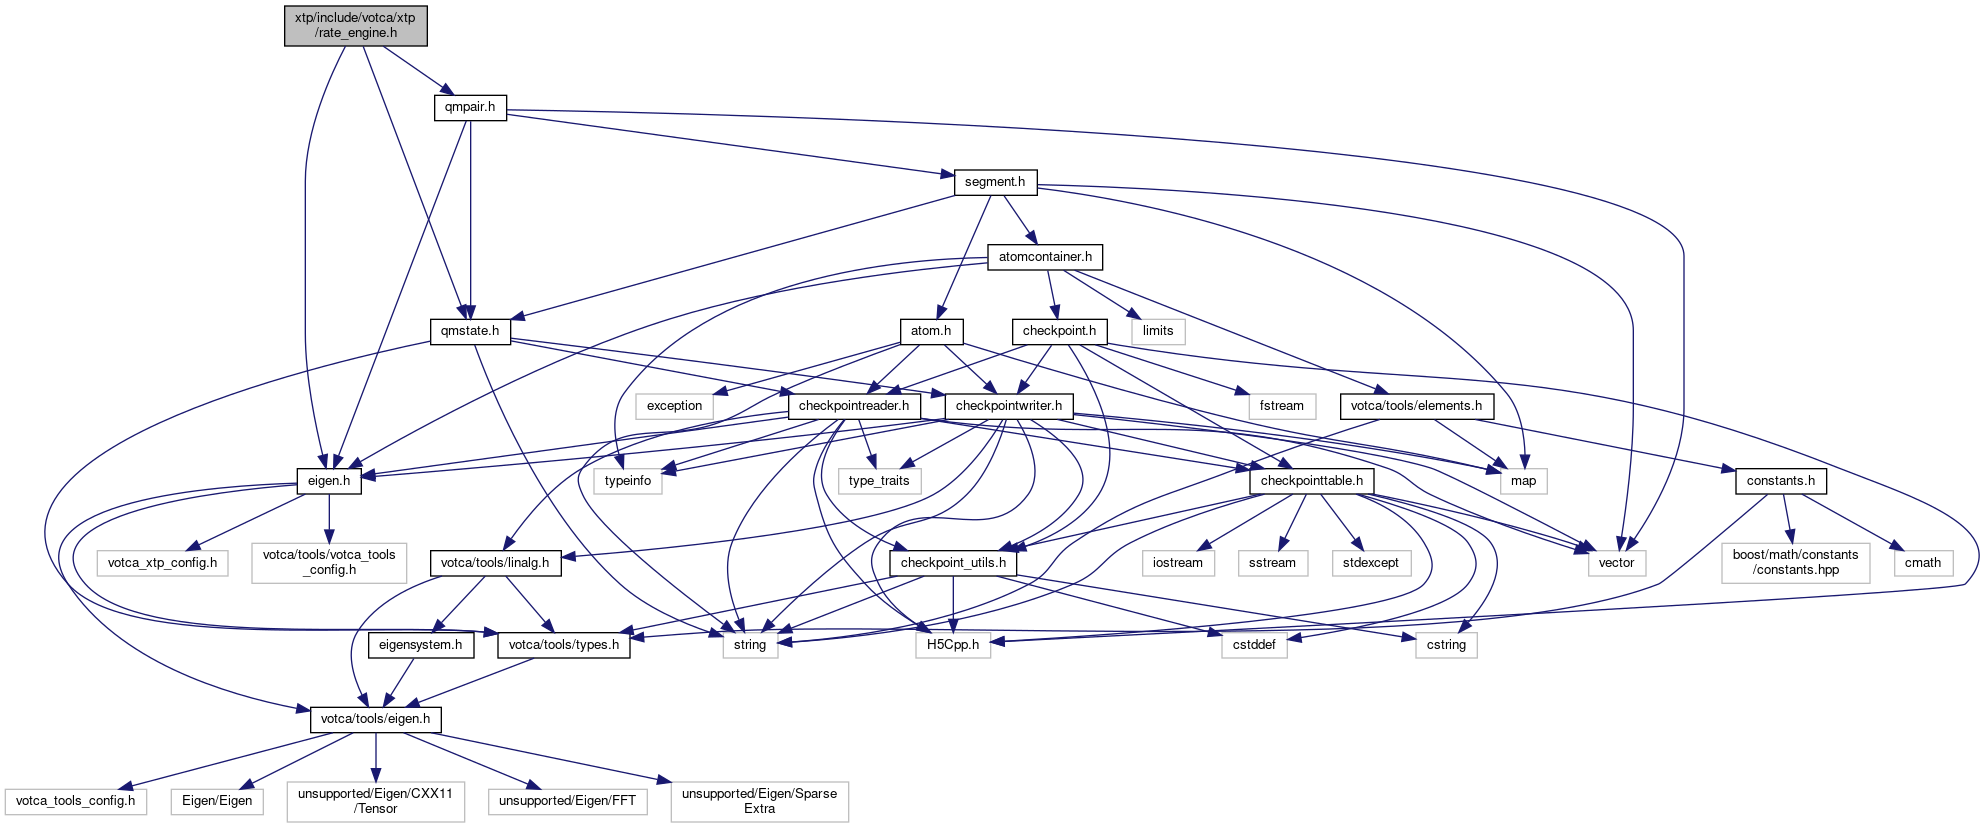 xtp/include/votca/xtp
/rate_engine.h
qmpair.h
segment.h
atomcontainer.h
qmstate.h
atom.h
checkpoint.h
limits
exception
checkpointreader.h
checkpointwriter.h
fstream
votca/tools/elements.h
eigen.h
typeinfo
type_traits
checkpointtable.h
map
constants.h
votca_xtp_config.h
votca/tools/votca_tools
_config.h
votca/tools/linalg.h
checkpoint_utils.h
iostream
sstream
stdexcept
vector
boost/math/constants
/constants.hpp
cmath
eigensystem.h
votca/tools/types.h
string
H5Cpp.h
cstddef
cstring
votca/tools/eigen.h
votca_tools_config.h
Eigen/Eigen
unsupported/Eigen/CXX11
/Tensor
unsupported/Eigen/FFT
unsupported/Eigen/Sparse
Extra